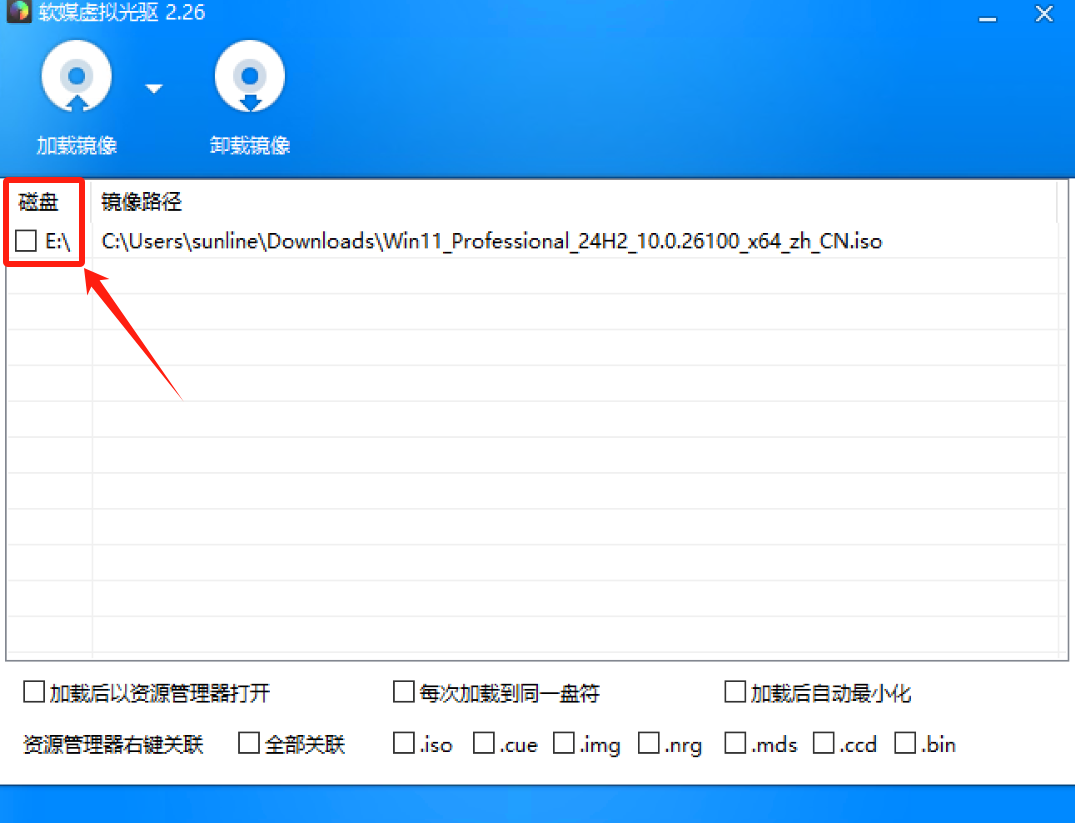 软媒虚拟光驱 2.26
加载镜像 卸载镜像
磁盘 镜像路径
E:\ C:\Users\sunline\Downloads\Win11_Professional_24H2_10.0.26100_x64_zh_CN.iso
加载后以资源管理器打开 每次加载到同一盘符 加载后自动最小化
资源管理器右键关联 全部关联 .iso .cue .img .nrg .mds .ccd .bin